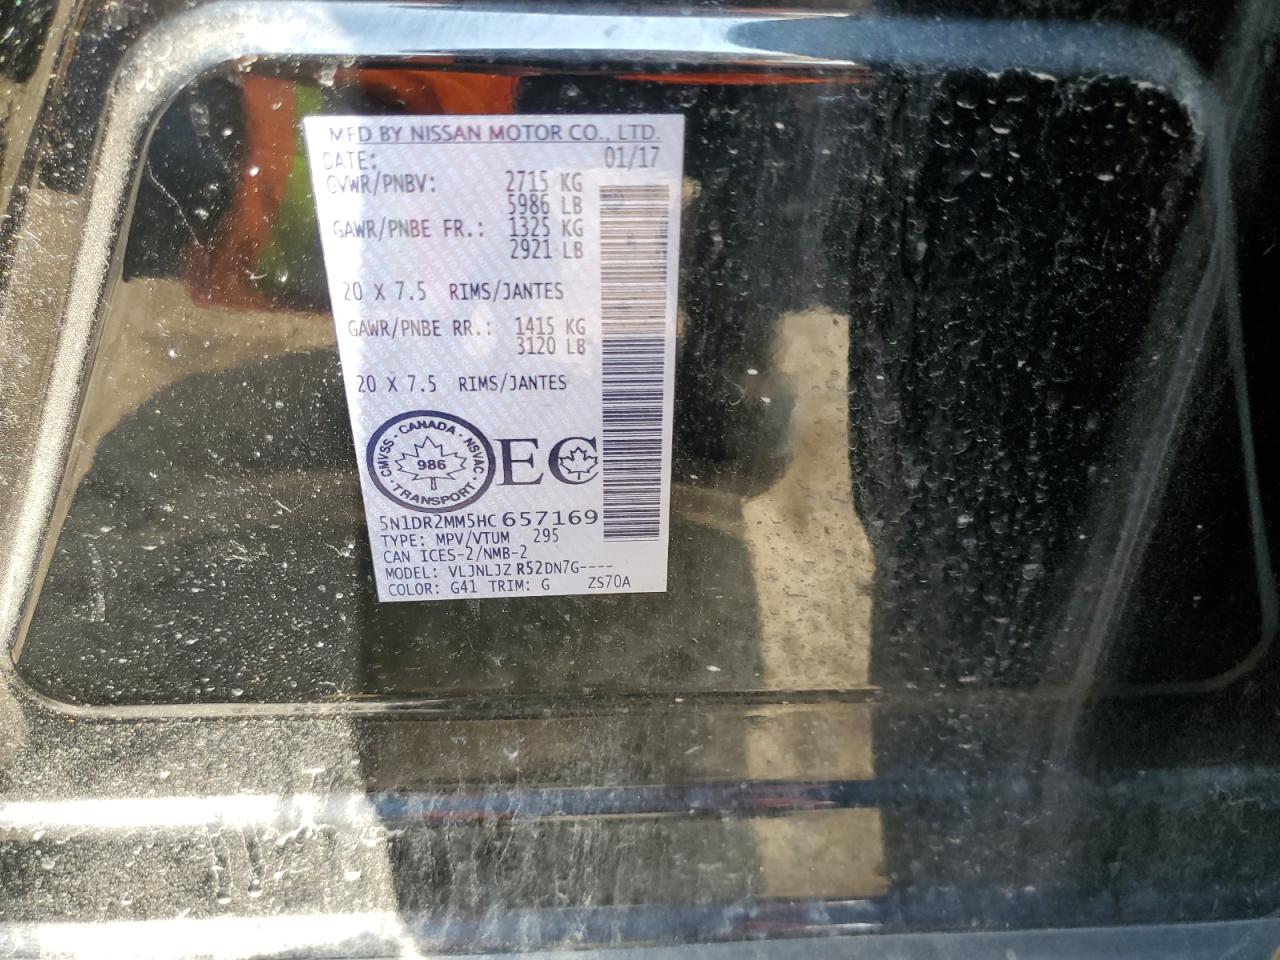 MFD BY NISSAN MOTOR CO., LTD.
DATE: 01/17
GVWR/PNBV: 2715 KG
5986 LB
GAWR/PNBE FR.: 1325 KG
2921 LB
20 X 7.5 RIMS/JANTES
GAWR/PNBE RR.: 1415 KG
3120 LB
20 X 7.5 RIMS/JANTES
CMVSS · CANADA · NSVAC · TRANSPORT ·
986
EC
5N1DR2MM5HC657169
TYPE: MPV/VTUM 295
CAN ICES-2/NMB-2
MODEL: VLJNLJZ R52DN7G----
COLOR: G41 TRIM: G ZS70A